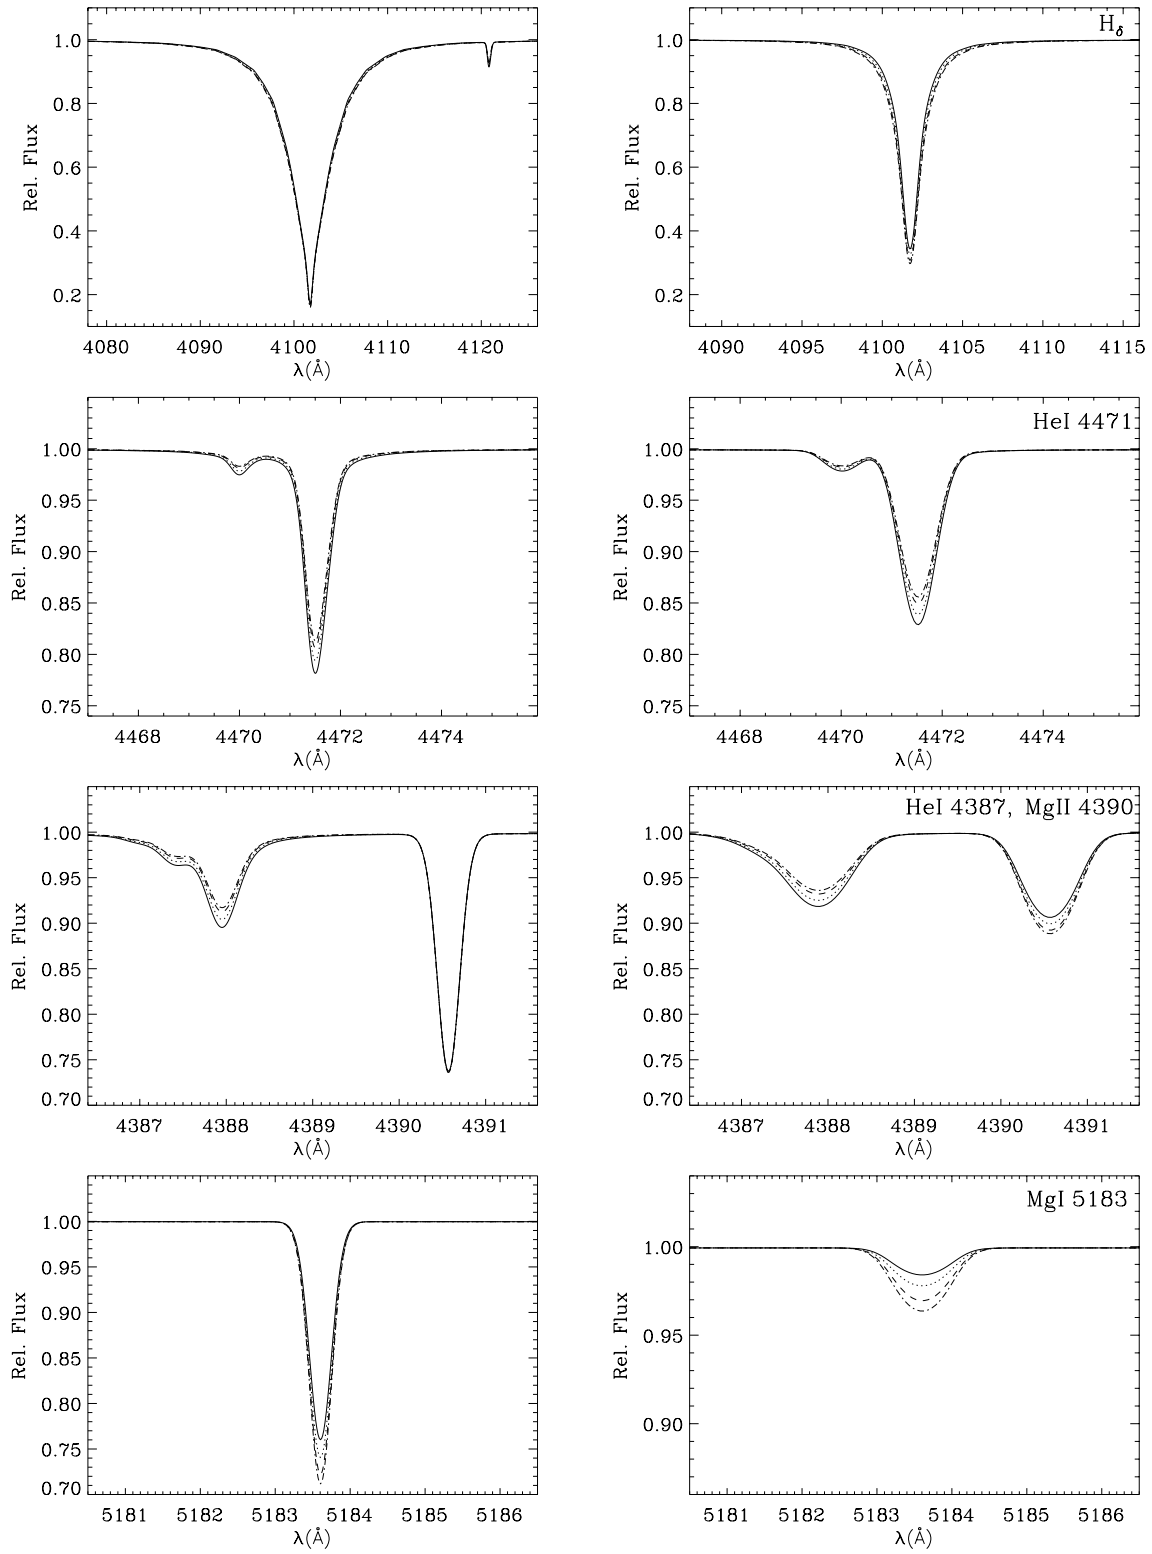 1.0
0.8
0.6
0.4
0.2
Rel. Flux
4080 4090 4100 4110 4120
λ(Å)
Hδ
1.0
0.8
0.6
0.4
0.2
Rel. Flux
4090 4095 4100 4105 4110 4115
λ(Å)
1.00
0.95
0.90
0.85
0.80
0.75
Rel. Flux
4468 4470 4472 4474
λ(Å)
HeI 4471
1.00
0.95
0.90
0.85
0.80
0.75
Rel. Flux
4468 4470 4472 4474
λ(Å)
1.00
0.95
0.90
0.85
0.80
0.75
0.70
Rel. Flux
4387 4388 4389 4390 4391
λ(Å)
HeI 4387, MgII 4390
1.00
0.95
0.90
0.85
0.80
0.75
0.70
Rel. Flux
4387 4388 4389 4390 4391
λ(Å)
1.00
0.95
0.90
0.85
0.80
0.75
0.70
Rel. Flux
5181 5182 5183 5184 5185 5186
λ(Å)
MgI 5183
1.00
0.95
0.90
Rel. Flux
5181 5182 5183 5184 5185 5186
λ(Å)